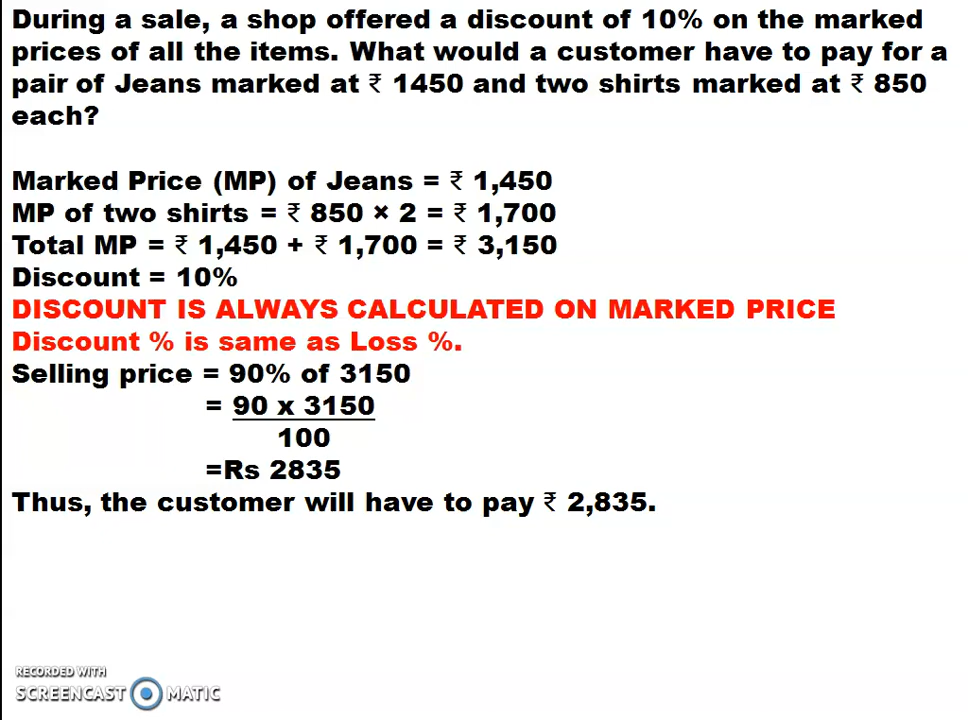 During a sale, a shop offered a discount of 10% on the marked
prices of all the items. What would a customer have to pay for a
pair of Jeans marked at ₹ 1450 and two shirts marked at ₹ 850
each?
Marked Price (MP) of Jeans = ₹ 1,450
MP of two shirts = ₹ 850 × 2 = ₹ 1,700
Total MP = ₹ 1,450 + ₹ 1,700 = ₹ 3,150
Discount = 10%
DISCOUNT IS ALWAYS CALCULATED ON MARKED PRICE
Discount % is same as Loss %.
Selling price = 90% of 3150
= 90 x 3150
100
=Rs 2835
Thus, the customer will have to pay ₹ 2,835.
RECORDED WITH
SCREENCAST MATIC